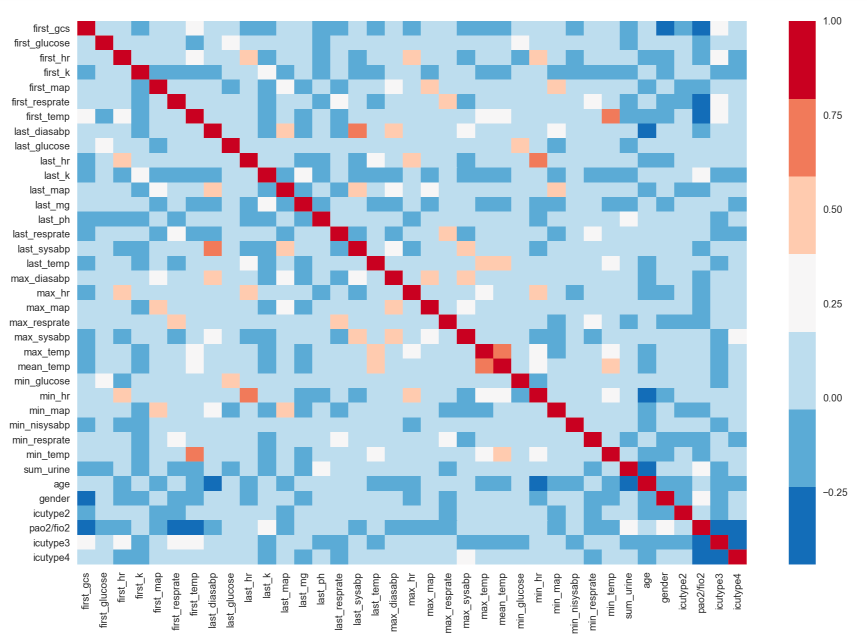 first_gcs
first_glucose
first_hr
first_k
first_map
first_resprate
first_temp
last_diasabp
last_glucose
last_hr
last_k
last_map
last_mg
last_ph
last_resprate
last_sysabp
last_temp
max_diasabp
max_hr
max_map
max_resprate
max_sysabp
max_temp
mean_temp
min_glucose
min_hr
min_map
min_nisysabp
min_resprate
min_temp
sum_urine
age
gender
icutype2
pao2/fio2
icutype3
icutype4
first_gcs
first_glucose
first_hr
first_k
first_map
first_resprate
first_temp
last_diasabp
last_glucose
last_hr
last_k
last_map
last_mg
last_ph
last_resprate
last_sysabp
last_temp
max_diasabp
max_hr
max_map
max_resprate
max_sysabp
max_temp
mean_temp
min_glucose
min_hr
min_map
min_nisysabp
min_resprate
min_temp
sum_urine
age
gender
icutype2
pao2/fio2
icutype3
icutype4
1.00
0.75
0.50
0.25
0.00
−0.25